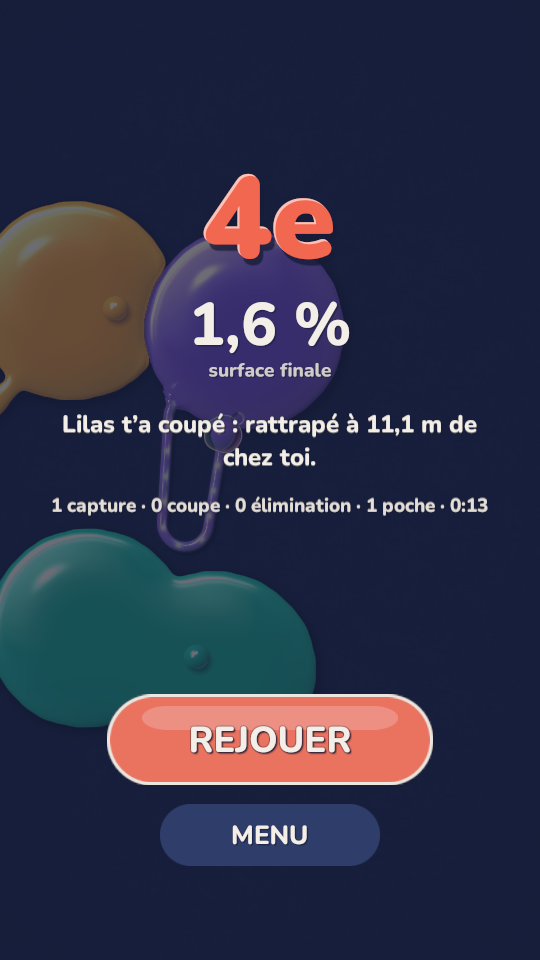 4e
1,6 %
surface finale
Lilas t’a coupé : rattrapé à 11,1 m de
chez toi.
1 capture · 0 coupe · 0 élimination · 1 poche · 0:13
REJOUER
MENU